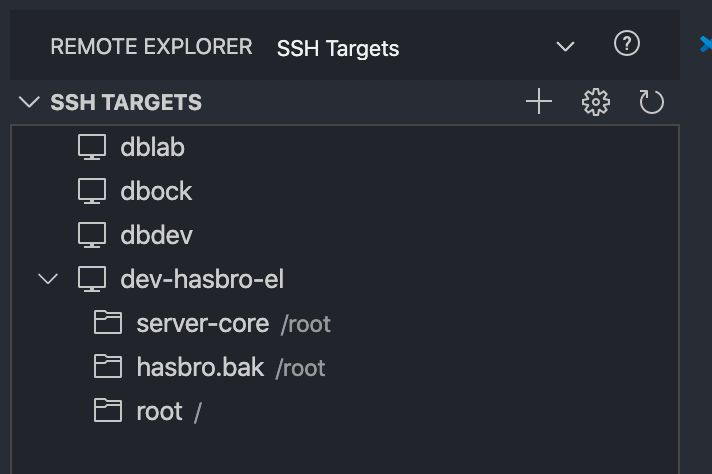 REMOTE EXPLORER SSH Targets
SSH TARGETS
dblab
dbock
dbdev
dev-hasbro-el
server-core /root
hasbro.bak /root
root /